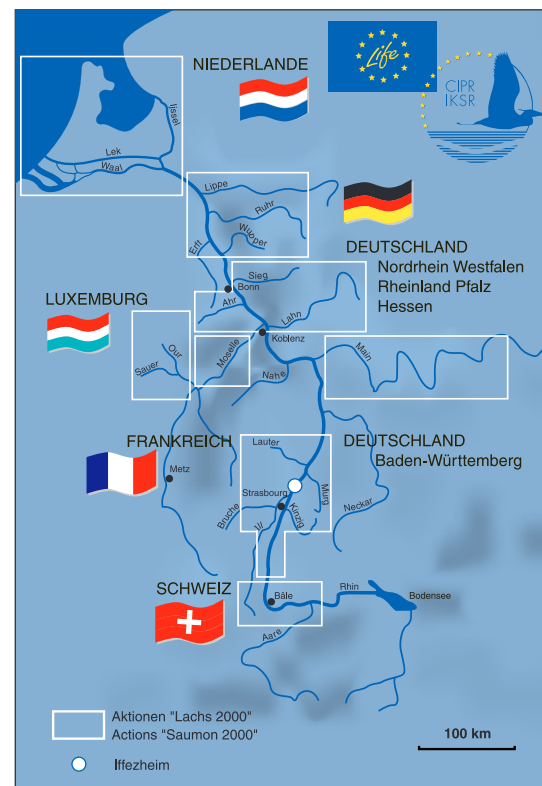 NIEDERLANDE
Life
CIPR
IKSR
Ijssel
Lek
Waal
Lippe
Ruhr
Wupper
Erft
DEUTSCHLAND
Nordrhein Westfalen
Rheinland Pfalz
Hessen
Sieg
Bonn
Ahr
Lahn
Koblenz
LUXEMBURG
Our
Sauer
Moselle
Main
Nahe
FRANKREICH
Metz
Lauter
DEUTSCHLAND
Baden-Württemberg
Strasbourg
Murg
Bruche
Kinzig
Ill
Neckar
SCHWEIZ
Bâle
Rhin
Bodensee
Aare
Aktionen "Lachs 2000"
Actions "Saumon 2000"
100 km
Iffezheim